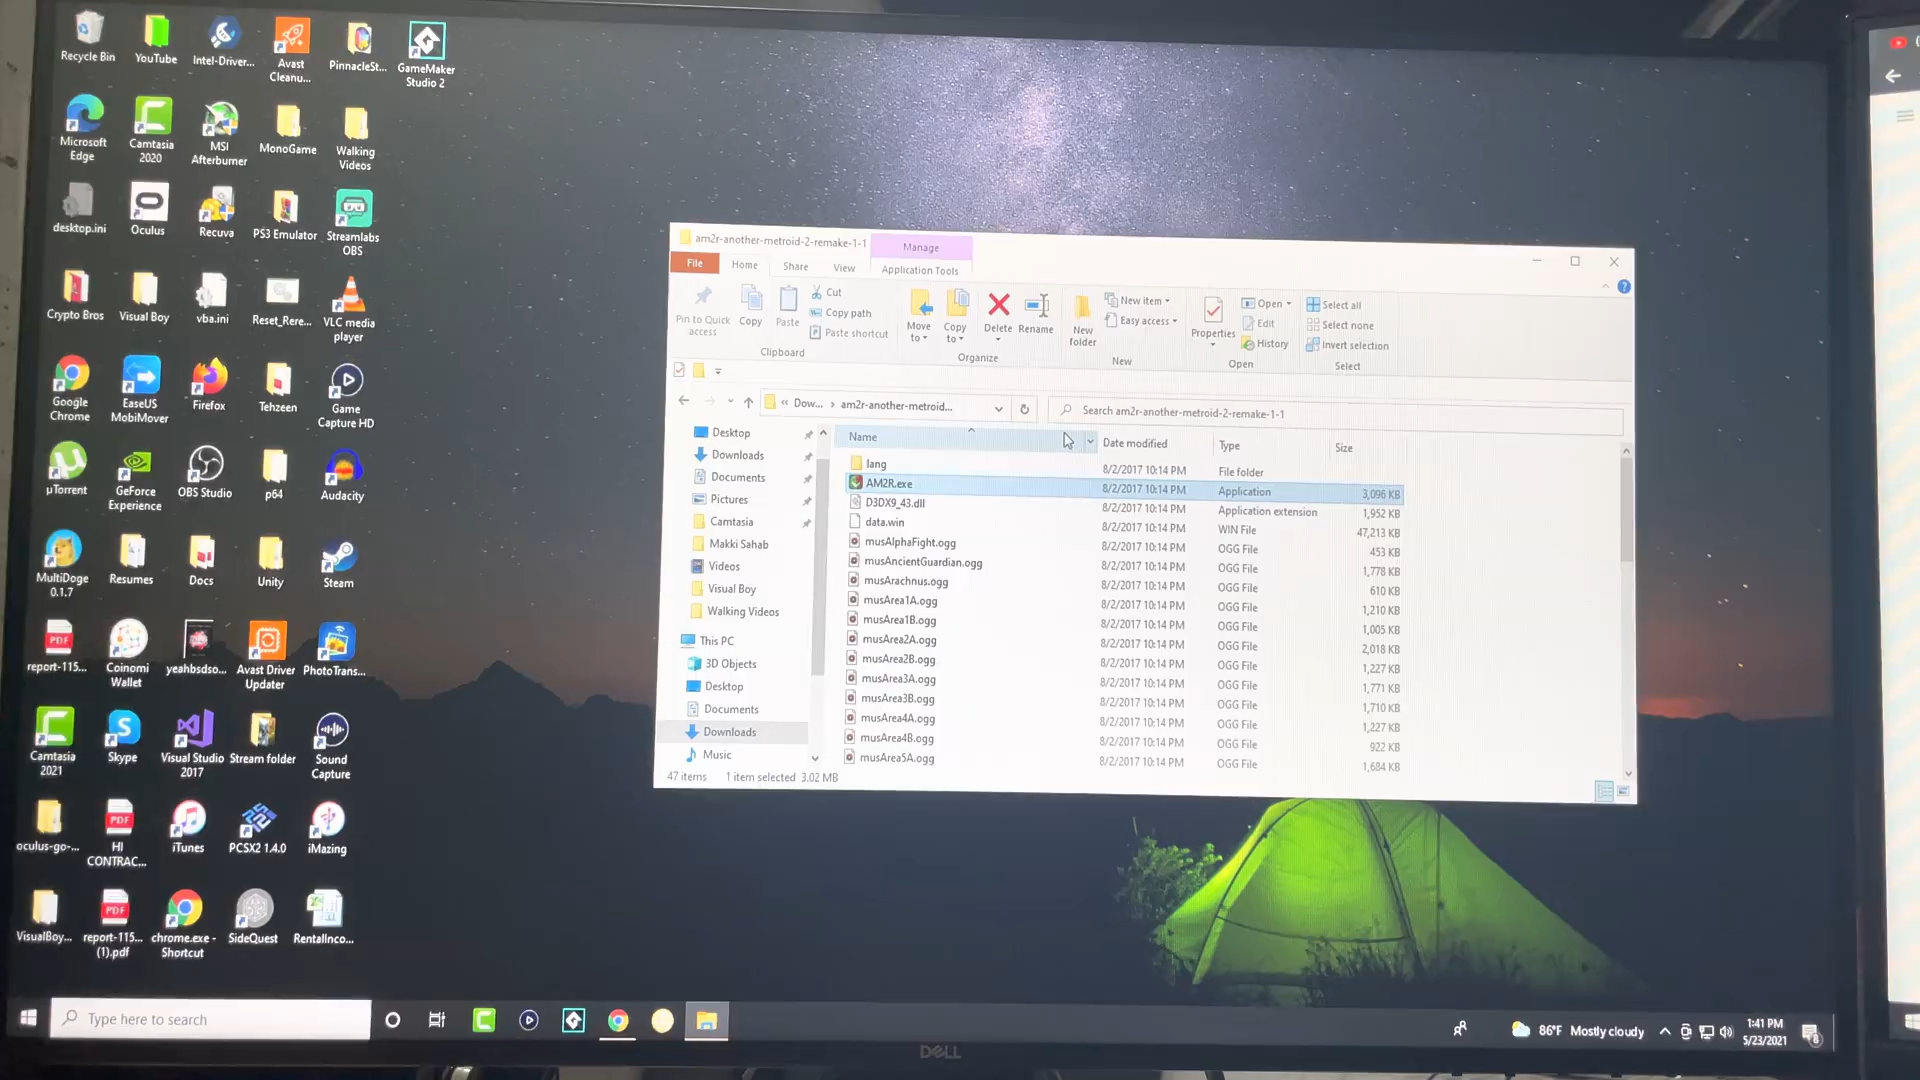 Recycle Bin
YouTube
Intel-Driver...
Avast
Cleanu...
PinnacleSt...
GameMaker
Studio 2
Microsoft
Edge
Camtasia
2020
MSI
Afterburner
MonoGame
Walking
Videos
desktop.ini
Oculus
Recuva
PS3 Emulator
Streamlabs
OBS
Crypto Bros
Visual Boy
vba.ini
Reset_Rere...
VLC media
player
Google
Chrome
EaseUS
MobiMover
Firefox
Tehzeen
Game
Capture HD
µTorrent
GeForce
Experience
OBS Studio
p64
Audacity
MultiDoge
0.1.7
Resumes
Docs
Unity
Steam
PDF
report-115...
Coinomi
Wallet
yeahbsdso...
Avast Driver
Updater
PhotoTrans...
Camtasia
2021
Skype
Visual Studio
2017
Stream folder
Sound
Capture
oculus-go-...
PDF
HI
CONTRAC...
iTunes
PCSX2 1.4.0
iMazing
VisualBoy...
PDF
report-115...
(1).pdf
chrome.exe -
Shortcut
SideQuest
RentalInco...
am2r-another-metroid-2-remake-1-1
Manage
File
Home
Share
View
Application Tools
Pin to Quick
access
Copy
Paste
Cut
Copy path
Paste shortcut
Clipboard
Move
to
Copy
to
Delete
Rename
Organize
New
folder
New item
Easy access
New
Properties
Open
Edit
History
Open
Select all
Select none
Invert selection
Select
« Dow... › am2r-another-metroid...
Search am2r-another-metroid-2-remake-1-1
Desktop
Downloads
Documents
Pictures
Camtasia
Makki Sahab
Videos
Visual Boy
Walking Videos
This PC
3D Objects
Desktop
Documents
Downloads
Music
Name Date modified Type Size
lang 8/2/2017 10:14 PM File folder
AM2R.exe 8/2/2017 10:14 PM Application 3,096 KB
D3DX9_43.dll 8/2/2017 10:14 PM Application extension 1,952 KB
data.win 8/2/2017 10:14 PM WIN File 47,213 KB
musAlphaFight.ogg 8/2/2017 10:14 PM OGG File 453 KB
musAncientGuardian.ogg 8/2/2017 10:14 PM OGG File 1,778 KB
musArachnus.ogg 8/2/2017 10:14 PM OGG File 610 KB
musArea1A.ogg 8/2/2017 10:14 PM OGG File 1,210 KB
musArea1B.ogg 8/2/2017 10:14 PM OGG File 1,005 KB
musArea2A.ogg 8/2/2017 10:14 PM OGG File 2,018 KB
musArea2B.ogg 8/2/2017 10:14 PM OGG File 1,227 KB
musArea3A.ogg 8/2/2017 10:14 PM OGG File 1,771 KB
musArea3B.ogg 8/2/2017 10:14 PM OGG File 1,710 KB
musArea4A.ogg 8/2/2017 10:14 PM OGG File 1,227 KB
musArea4B.ogg 8/2/2017 10:14 PM OGG File 922 KB
musArea5A.ogg 8/2/2017 10:14 PM OGG File 1,684 KB
47 items 1 item selected 3.02 MB
Type here to search
86°F Mostly cloudy
1:41 PM
5/23/2021
8
DELL